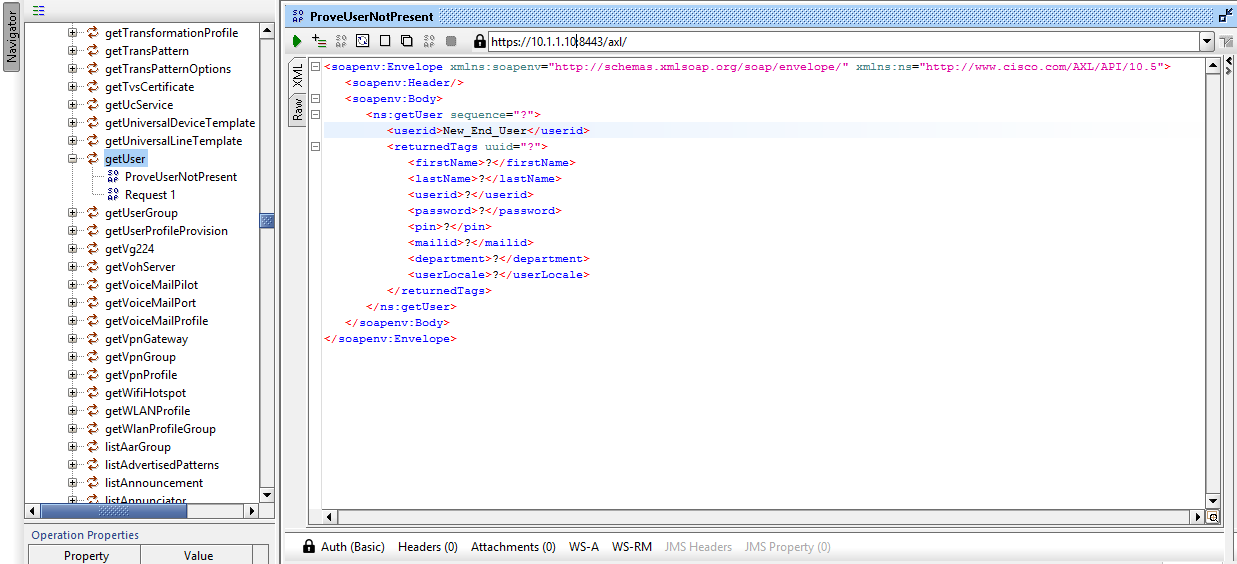 Navigator
getTransformationProfile
getTransPattern
getTransPatternOptions
getTvsCertificate
getUcService
getUniversalDeviceTemplate
getUniversalLineTemplate
getUser
ProveUserNotPresent
Request 1
getUserGroup
getUserProfileProvision
getVg224
getVohServer
getVoiceMailPilot
getVoiceMailPort
getVoiceMailProfile
getVpnGateway
getVpnGroup
getVpnProfile
getWifiHotspot
getWLANProfile
getWlanProfileGroup
listAarGroup
listAdvertisedPatterns
listAnnouncement
listAnnunciator
Operation Properties
Property Value
ProveUserNotPresent
https://10.1.1.10:8443/axl/
XML
Raw
<soapenv:Envelope xmlns:soapenv="http://schemas.xmlsoap.org/soap/envelope/" xmlns:ns="http://www.cisco.com/AXL/API/10.5">
<soapenv:Header/>
<soapenv:Body>
<ns:getUser sequence="?">
<userid>New_End_User</userid>
<returnedTags uuid="?">
<firstName>?</firstName>
<lastName>?</lastName>
<userid>?</userid>
<password>?</password>
<pin>?</pin>
<mailid>?</mailid>
<department>?</department>
<userLocale>?</userLocale>
</returnedTags>
</ns:getUser>
</soapenv:Body>
</soapenv:Envelope>
Auth (Basic) Headers (0) Attachments (0) WS-A WS-RM JMS Headers JMS Property (0)